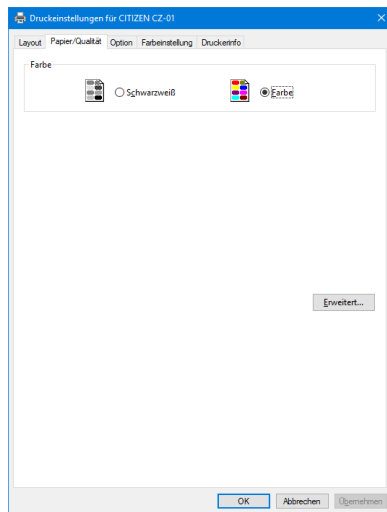 Druckeinstellungen für CITIZEN CZ-01
Layout Papier/Qualität Option Farbeinstellung Druckerinfo
Farbe
Schwarzweiß Farbe
Erweitert...
OK Abbrechen Übernehmen